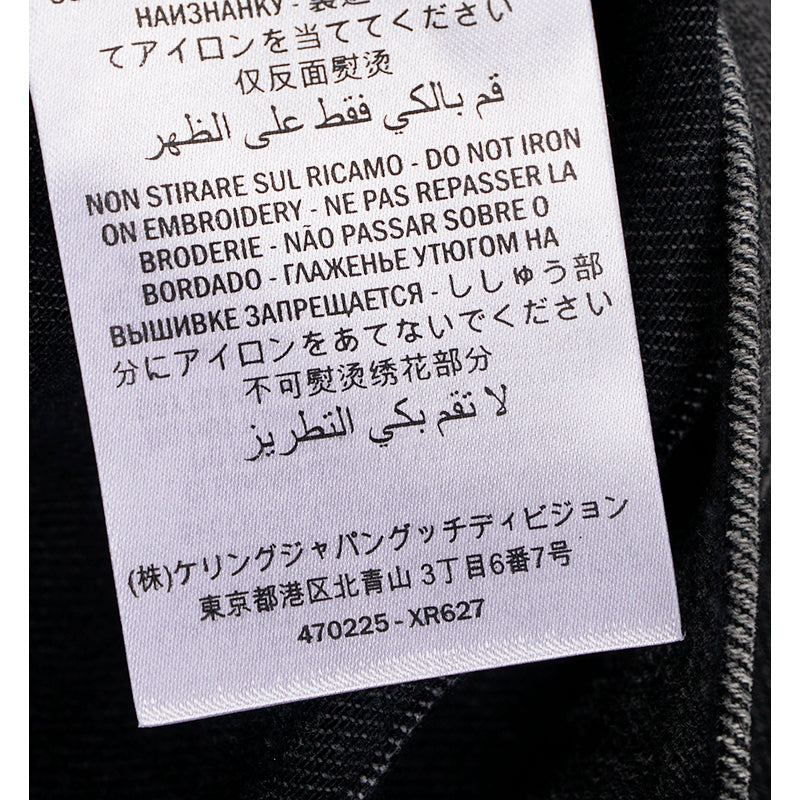 НАИЗНАНКУ - 裏返
てアイロンを当ててください
仅反面熨烫
قم بالكي فقط على الظهر
NON STIRARE SUL RICAMO - DO NOT IRON
ON EMBROIDERY - NE PAS REPASSER LA
BRODERIE - NÃO PASSAR SOBRE O
BORDADO - ГЛАЖЕНЬЕ УТЮГОМ НА
ВЫШИВКЕ ЗАПРЕЩАЕТСЯ - ししゅう部
分にアイロンをあてないでください
不可熨烫绣花部分
لا تقم بكي التطريز
(株)ケリングジャパングッチディビジョン
東京都港区北青山 3丁目6番7号
470225 - XR627